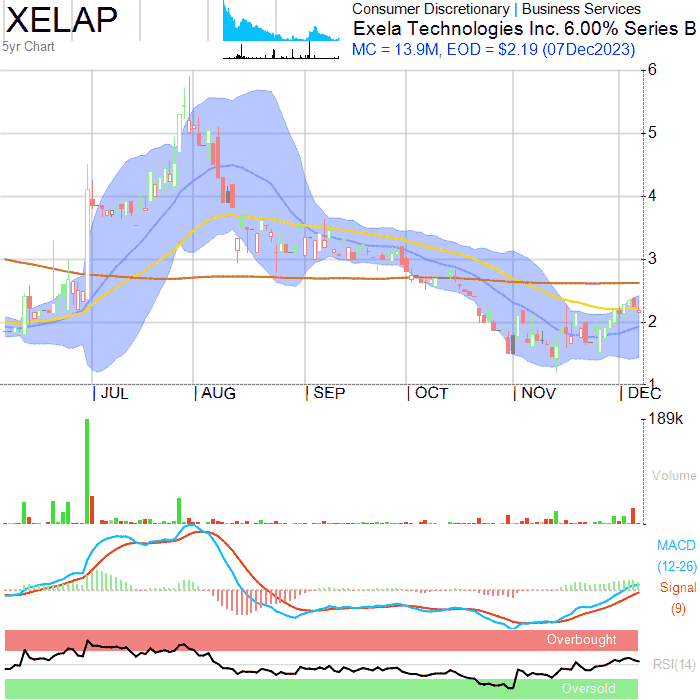 XELAP
5yr Chart
Consumer Discretionary | Business Services
Exela Technologies Inc. 6.00% Series B
MC = 13.9M, EOD = $2.19 (07Dec2023)
6
5
4
3
2
1
JUL AUG SEP OCT NOV DEC
189k
Volume
MACD
(12-26)
Signal
(9)
Overbought
RSI(14)
Oversold